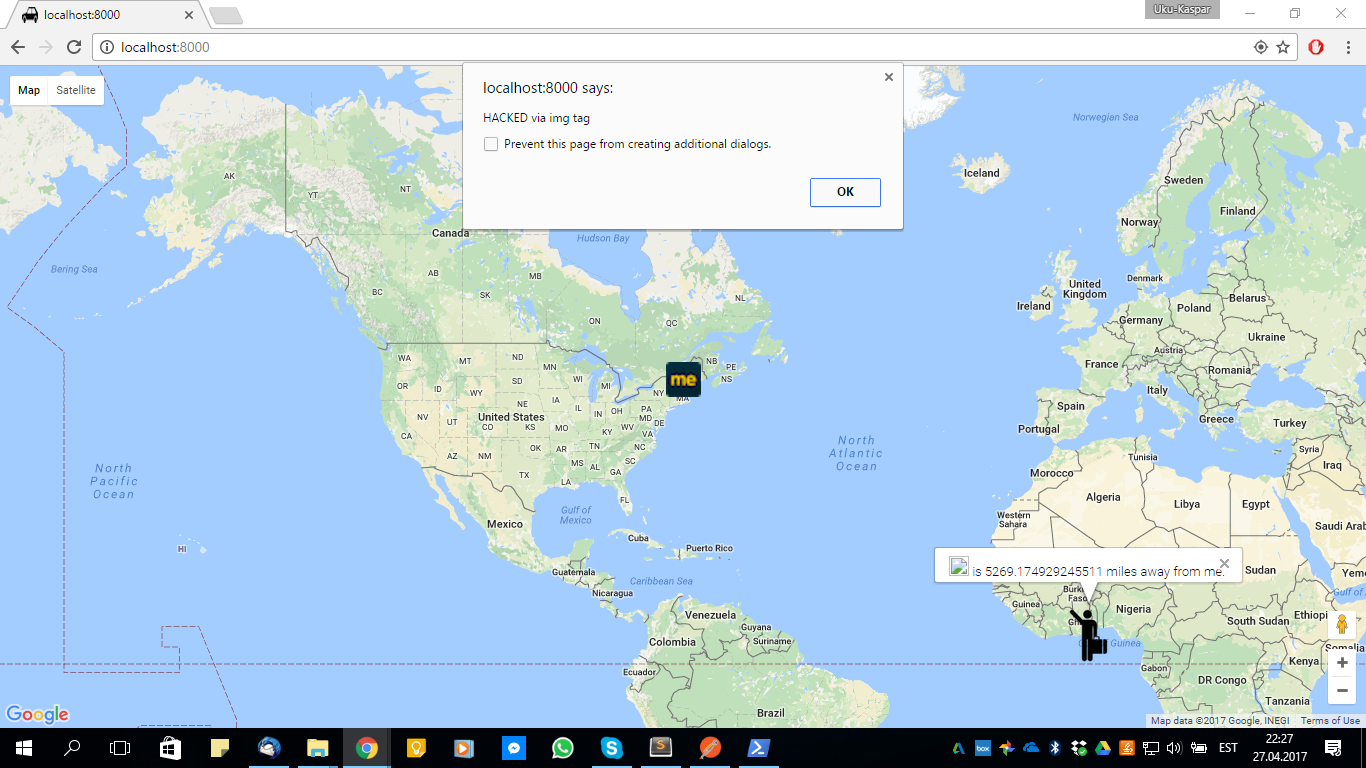 localhost:8000
Uku-Kaspar
localhost:8000
Map Satellite
localhost:8000 says:
HACKED via img tag
Prevent this page from creating additional dialogs.
OK
Norwegian Sea
Iceland
Sweden
Finland
Norway
AK
YT
NT
Canada
Hudson Bay
Bering Sea
AB
MB
BC
SK
NL
ON
QC
Denmark
United
Kingdom
Ireland
Belarus
Poland
Germany
Ukraine
France
Austria
Romania
Italy
Spain
Portugal
Greece
Turkey
WA
MT
ND
MN
NB
PE
NS
me
OR
ID
SD
WI
MI
NY
MA
WY
NE
IA
IL
IN
OH
PA
MD
NV
UT
United States
CO
KS
MO
KY
WV
DE
VA
CA
AZ
NM
OK
AR
TN
NC
TX
MS
AL
SC
GA
LA
FL
North
Pacific
Ocean
North
Atlantic
Ocean
Tunisia
Syria
Iraq
Morocco
Algeria
Libya
Egypt
Western
Sahara
Saudi Arab
Gulf of
Mexico
Mexico
HI
Cuba
Puerto Rico
Guatemala
Caribbean Sea
Nicaragua
is 5269.174929245511 miles away from me.
Sudan
Yeme
Gulf of
Burki
Faso
Guinea
Gh
Nigeria
Ethiopi
South Sudan
Somalia
Guinea
Venezuela
Guyana
Colombia
Suriname
Ecuador
Gabon
Kenya
DR Congo
Tanzania
Brazil
Google
Map data ©2017 Google, INEGI Terms of Use
EST
22:27
27.04.2017